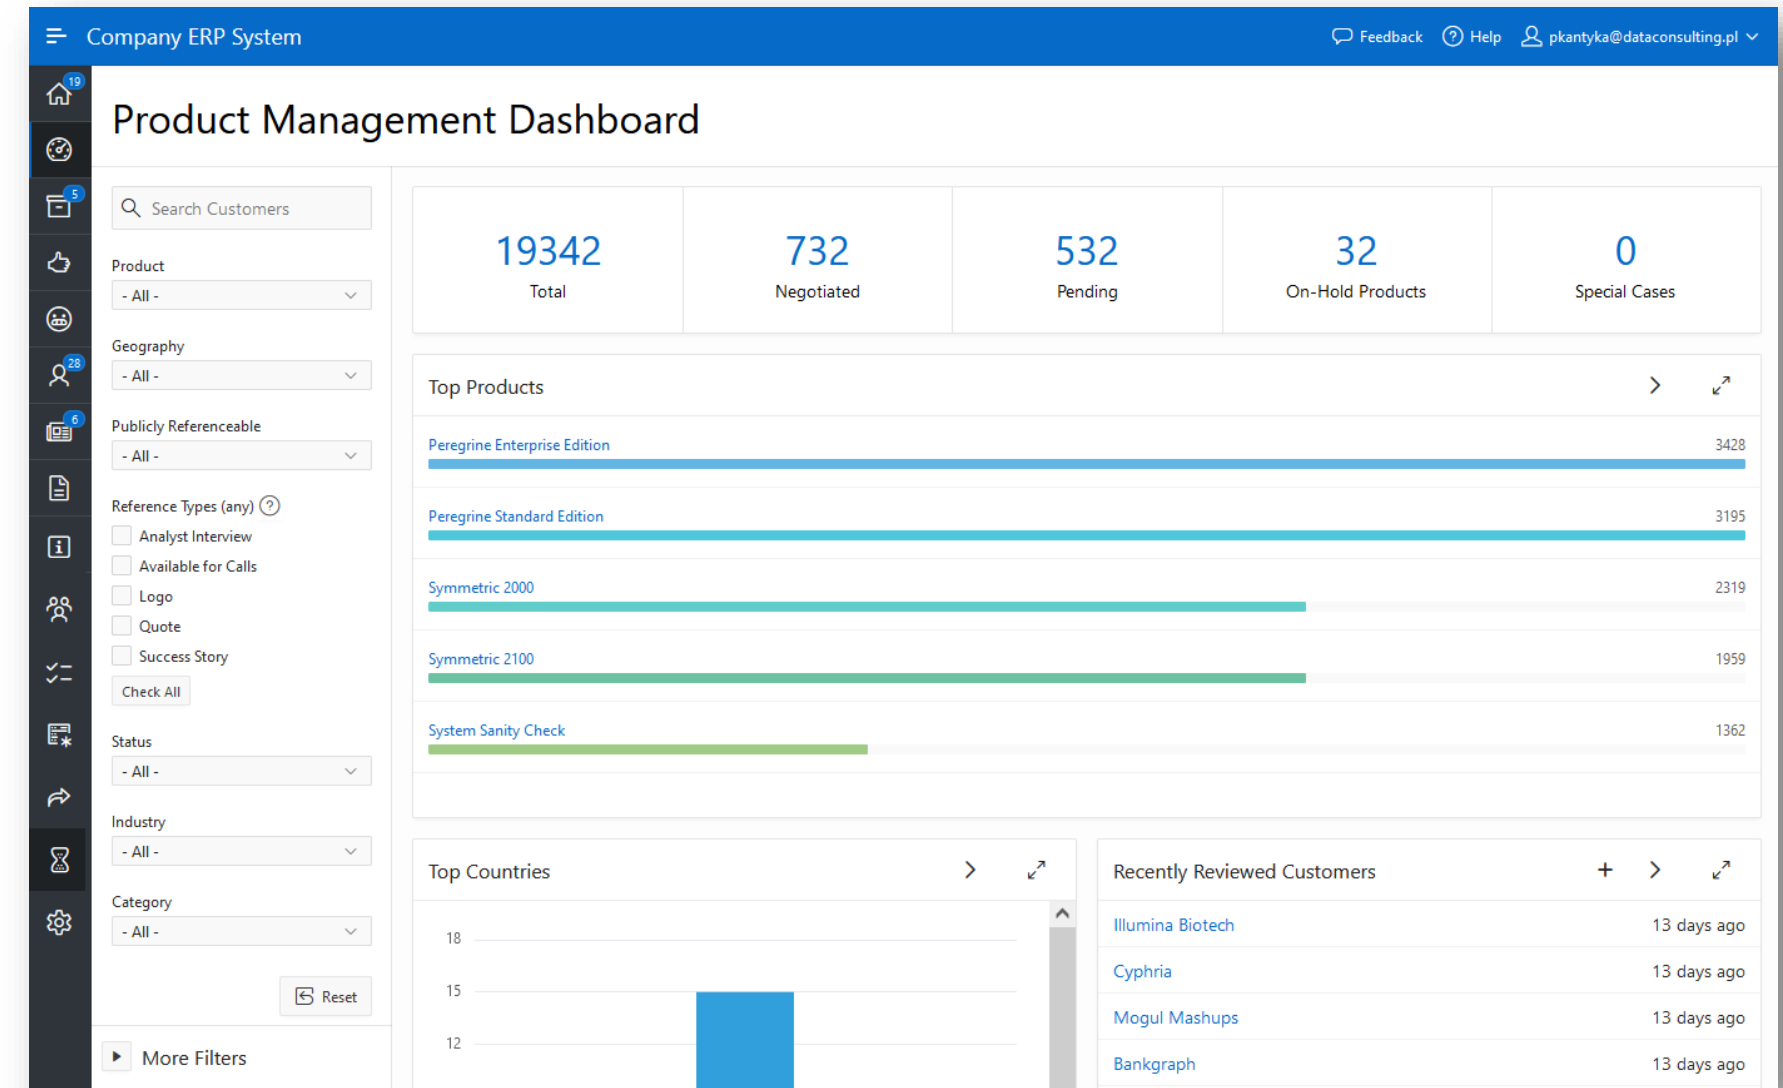 Company ERP System
Feedback Help pkantyka@dataconsulting.pl
19
5
28
6
Product Management Dashboard
Search Customers
Product
- All -
Geography
- All -
Publicly Referenceable
- All -
Reference Types (any)
Analyst Interview
Available for Calls
Logo
Quote
Success Story
Check All
Status
- All -
Industry
- All -
Category
- All -
Reset
More Filters
19342 732 532 32 0
Total Negotiated Pending On-Hold Products Special Cases
Top Products
Peregrine Enterprise Edition 3428
Peregrine Standard Edition 3195
Symmetric 2000 2319
Symmetric 2100 1959
System Sanity Check 1362
Top Countries
18
15
12
Recently Reviewed Customers
Illumina Biotech 13 days ago
Cyphria 13 days ago
Mogul Mashups 13 days ago
Bankgraph 13 days ago